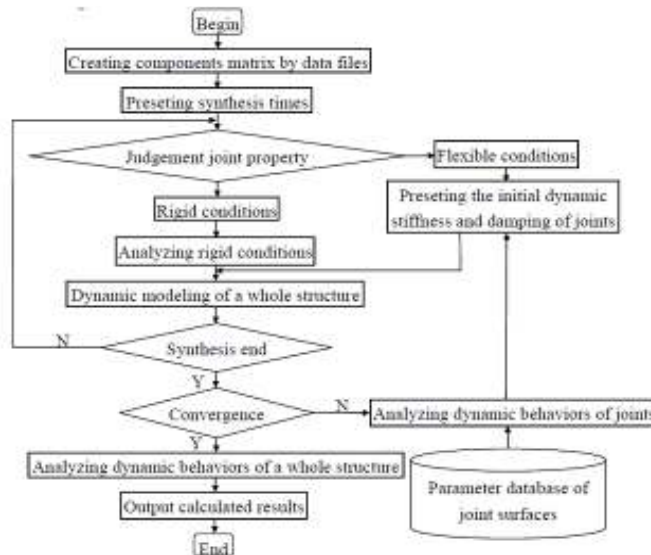 Begin
Creating components matrix by data files
Preseting synthesis times
Judgement joint property
Flexible conditions
Rigid conditions
Preseting the initial dynamic
stiffness and damping of joints
Analyzing rigid conditions
Dynamic modeling of a whole structure
N
Synthesis end
Y
Convergence
N
Analyzing dynamic behaviors of joints
Y
Analyzing dynamic behaviors of a whole structure
Parameter database of
joint surfaces
Output calculated results
End